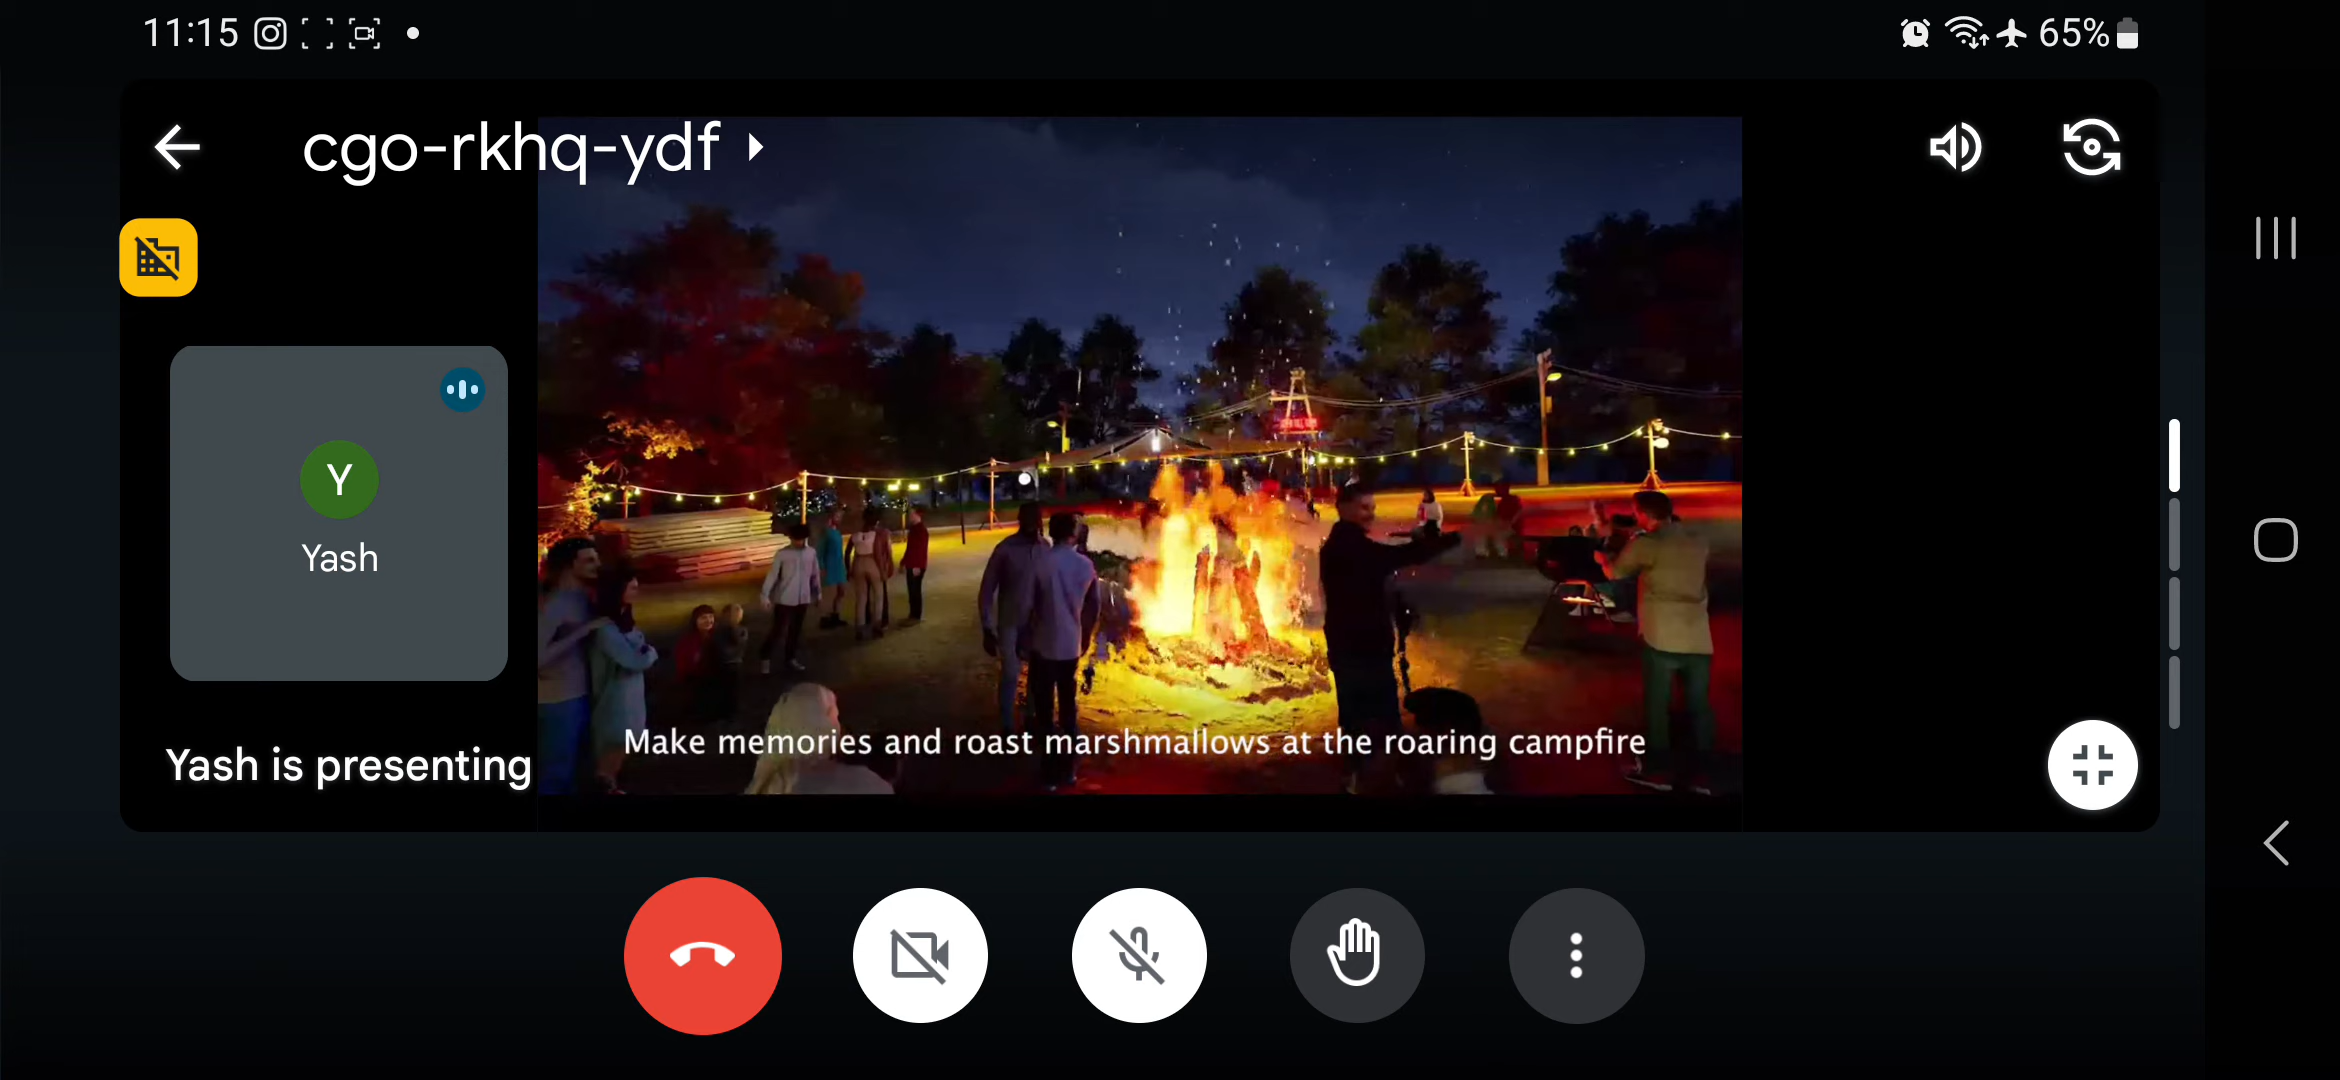 11:15
65%
cgo-rkhq-ydf
Y
Yash
Yash is presenting
Make memories and roast marshmallows at the roaring campfire